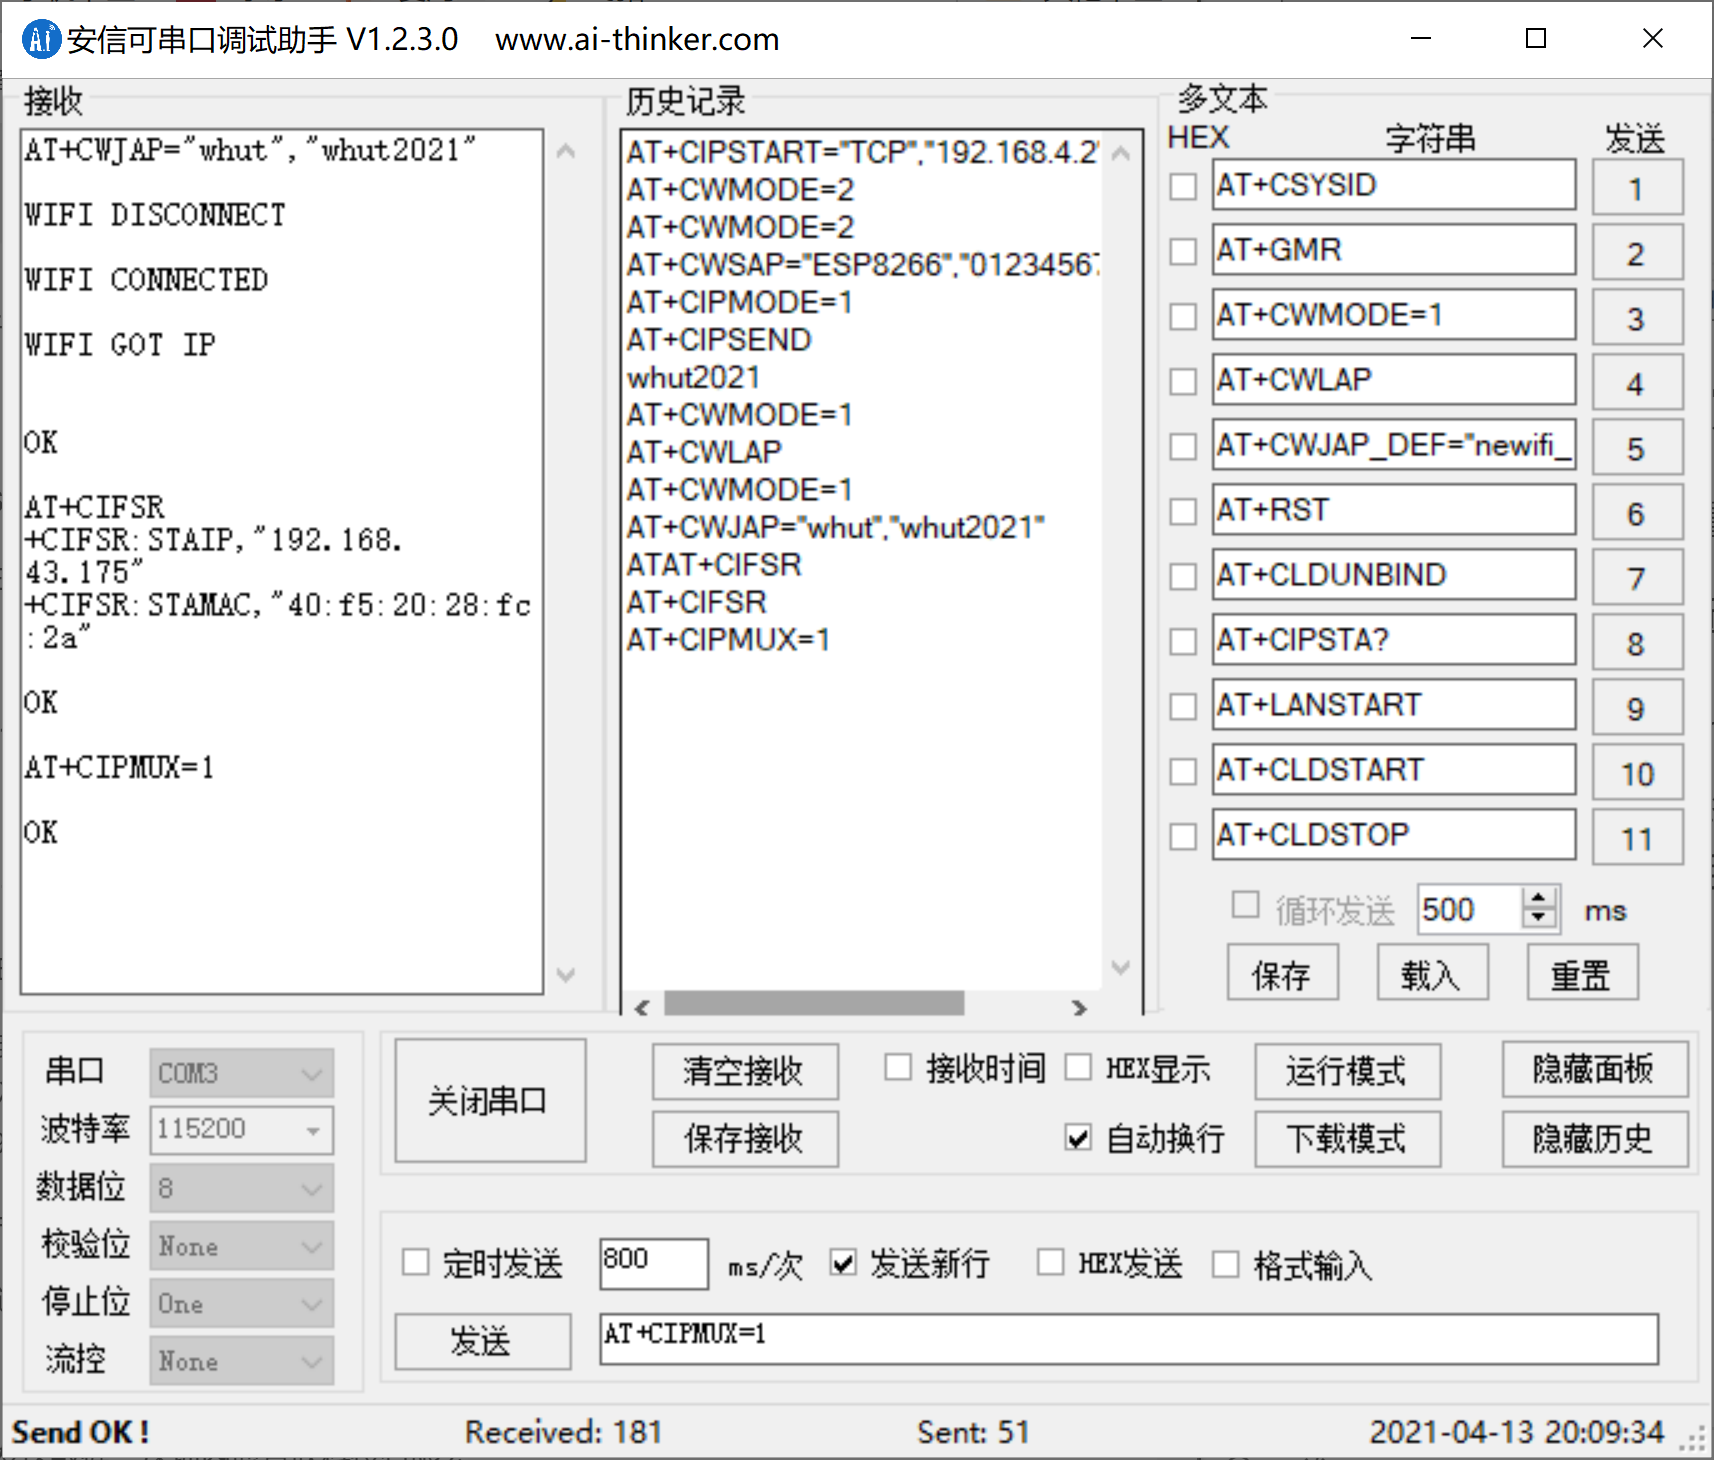 安信可串口调试助手 V1.2.3.0 www.ai-thinker.com
接收
AT+CWJAP="whut","whut2021"
WIFI DISCONNECT
WIFI CONNECTED
WIFI GOT IP
OK
AT+CIFSR
+CIFSR:STAIP,"192.168.
43.175"
+CIFSR:STAMAC,"40:f5:20:28:fc
:2a"
OK
AT+CIPMUX=1
OK
历史记录
AT+CIPSTART="TCP","192.168.4.2"
AT+CWMODE=2
AT+CWMODE=2
AT+CWSAP="ESP8266","01234567
AT+CIPMODE=1
AT+CIPSEND
whut2021
AT+CWMODE=1
AT+CWLAP
AT+CWMODE=1
AT+CWJAP="whut","whut2021"
ATAT+CIFSR
AT+CIFSR
AT+CIPMUX=1
多文本
HEX 字符串 发送
AT+CSYSID 1
AT+GMR 2
AT+CWMODE=1 3
AT+CWLAP 4
AT+CWJAP_DEF="newifi_ 5
AT+RST 6
AT+CLDUNBIND 7
AT+CIPSTA? 8
AT+LANSTART 9
AT+CLDSTART 10
AT+CLDSTOP 11
循环发送 500 ms
保存 载入 重置
串口 COM3
波特率 115200
数据位 8
校验位 None
停止位 One
流控 None
关闭串口
清空接收 接收时间 HEX显示 运行模式 隐藏面板
保存接收 自动换行 下载模式 隐藏历史
定时发送 800 ms/次 发送新行 HEX发送 格式输入
发送 AT+CIPMUX=1
Send OK ! Received: 181 Sent: 51 2021-04-13 20:09:34